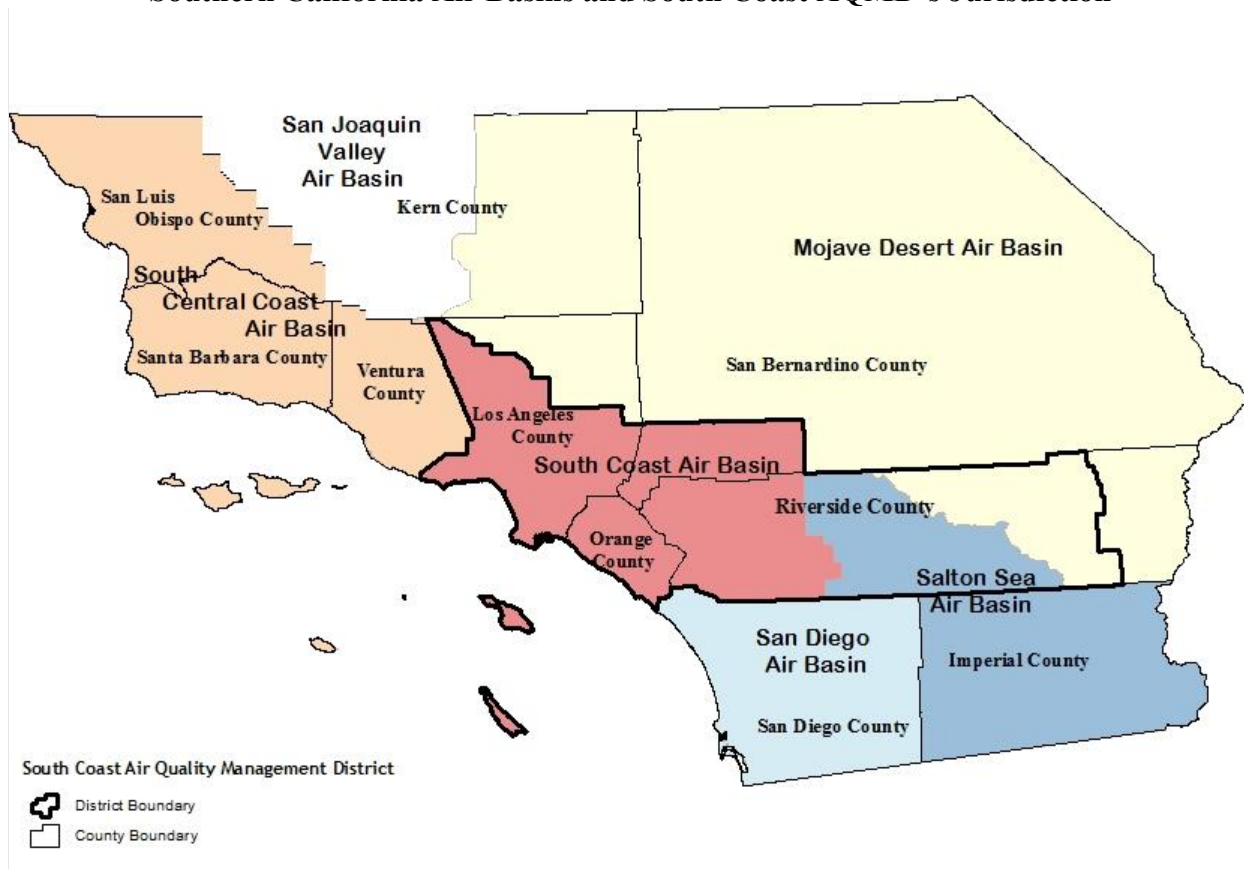 Southern California Air Basins and South Coast AQMD's Jurisdiction
San Joaquin
Valley
Air Basin
San Luis
Obispo County
Kern County
Mojave Desert Air Basin
South
Central Coast
Air Basin
Santa Barbara County
Ventura
County
San Bernardino County
Los Angeles
County
South Coast Air Basin
Riverside County
Orange
County
Salton Sea
Air Basin
San Diego
Air Basin
Imperial County
San Diego County
South Coast Air Quality Management District
District Boundary
County Boundary